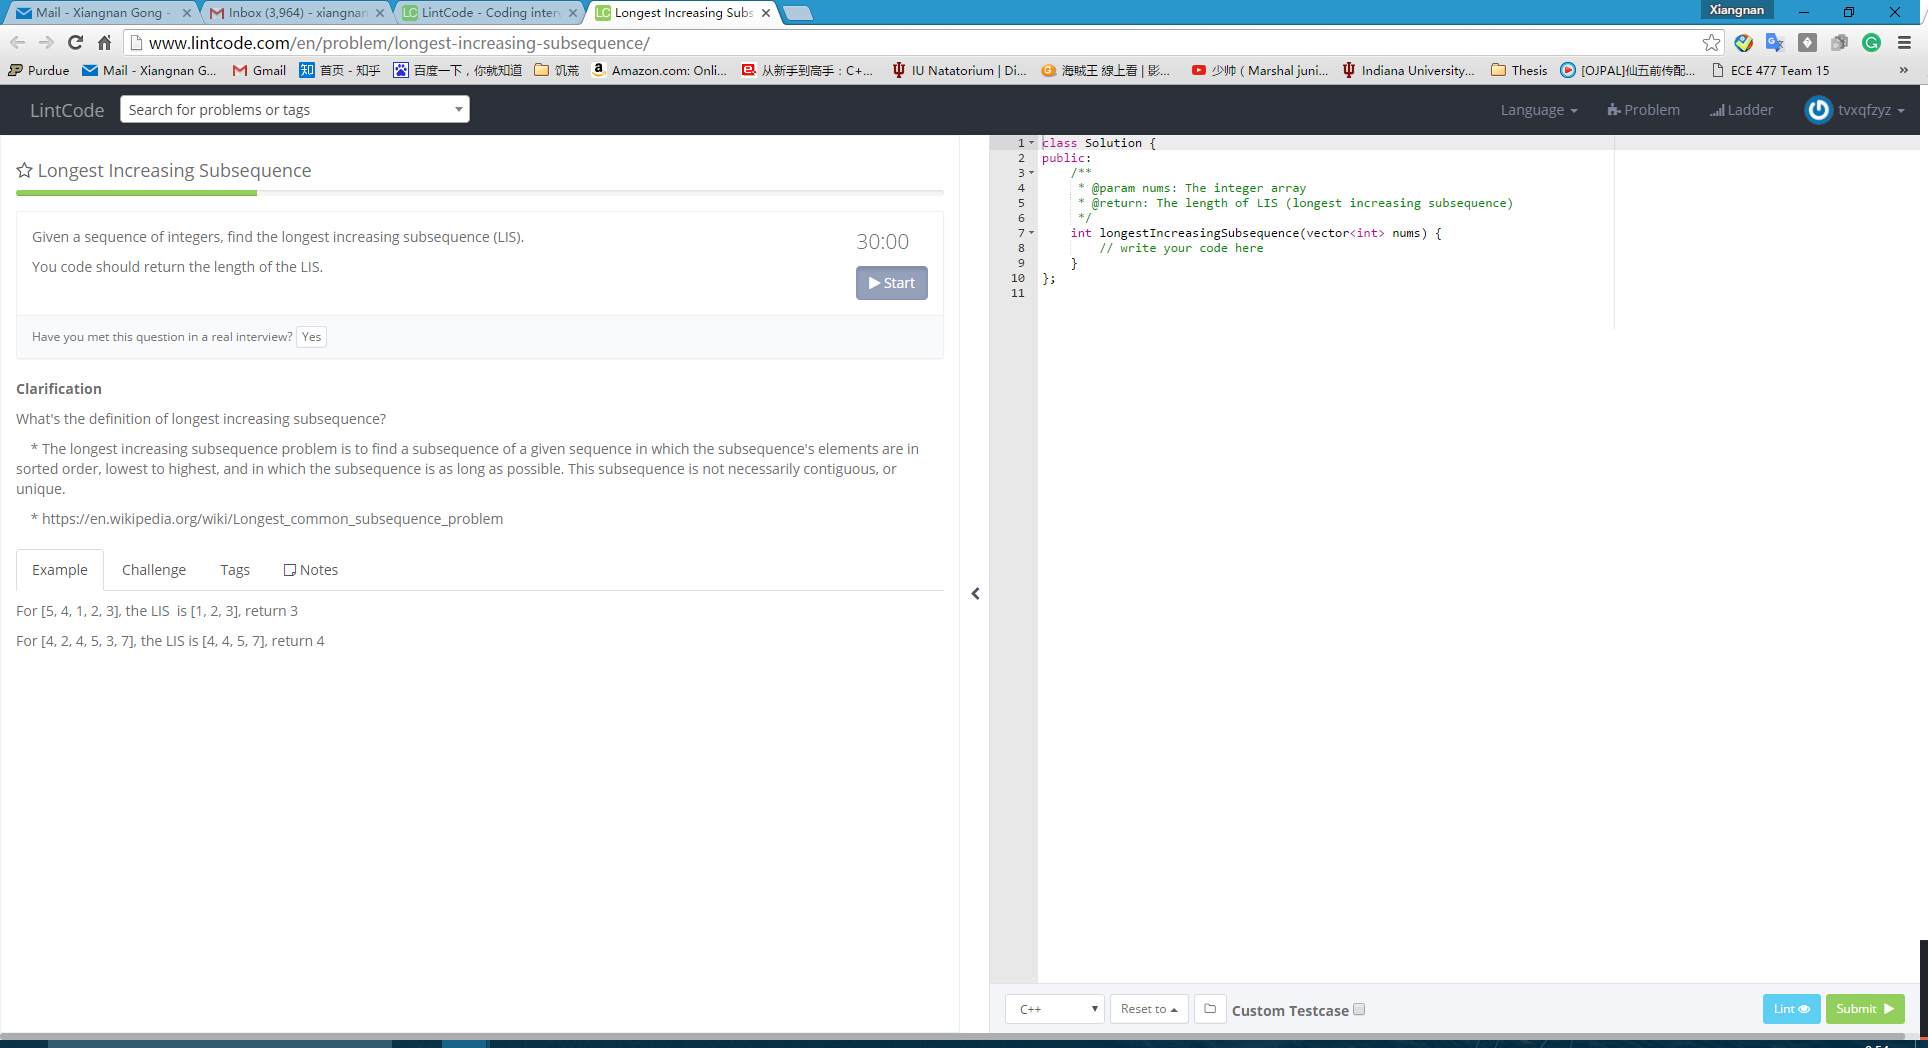 Mail - Xiangnan Gong -
Inbox (3,964) - xiangnan
LintCode - Coding inter
Longest Increasing Subs
Xiangnan
www.lintcode.com/en/problem/longest-increasing-subsequence/
Purdue
Mail - Xiangnan G...
Gmail
知 首页 - 知乎
百度一下，你就知道
饥荒
Amazon.com: Onli...
从新手到高手：C+...
IU Natatorium | Di...
海賊王 線上看 | 影...
少帅 ( Marshal juni...
Indiana University...
Thesis
[OJPAL]仙五前传配...
ECE 477 Team 15
»
LintCode
Search for problems or tags
Language
Problem
Ladder
tvxqfzyz
Longest Increasing Subsequence
Given a sequence of integers, find the longest increasing subsequence (LIS).
You code should return the length of the LIS.
30:00
Start
Have you met this question in a real interview? Yes
Clarification
What's the definition of longest increasing subsequence?
* The longest increasing subsequence problem is to find a subsequence of a given sequence in which the subsequence's elements are in
sorted order, lowest to highest, and in which the subsequence is as long as possible. This subsequence is not necessarily contiguous, or
unique.
* https://en.wikipedia.org/wiki/Longest_common_subsequence_problem
Example Challenge Tags Notes
For [5, 4, 1, 2, 3], the LIS  is [1, 2, 3], return 3
For [4, 2, 4, 5, 3, 7], the LIS is [4, 4, 5, 7], return 4
1 class Solution {
2 public:
3     /**
4      * @param nums: The integer array
5      * @return: The length of LIS (longest increasing subsequence)
6      */
7     int longestIncreasingSubsequence(vector<int> nums) {
8         // write your code here
9     }
10 };
11
C++
Reset to
Custom Testcase
Lint
Submit